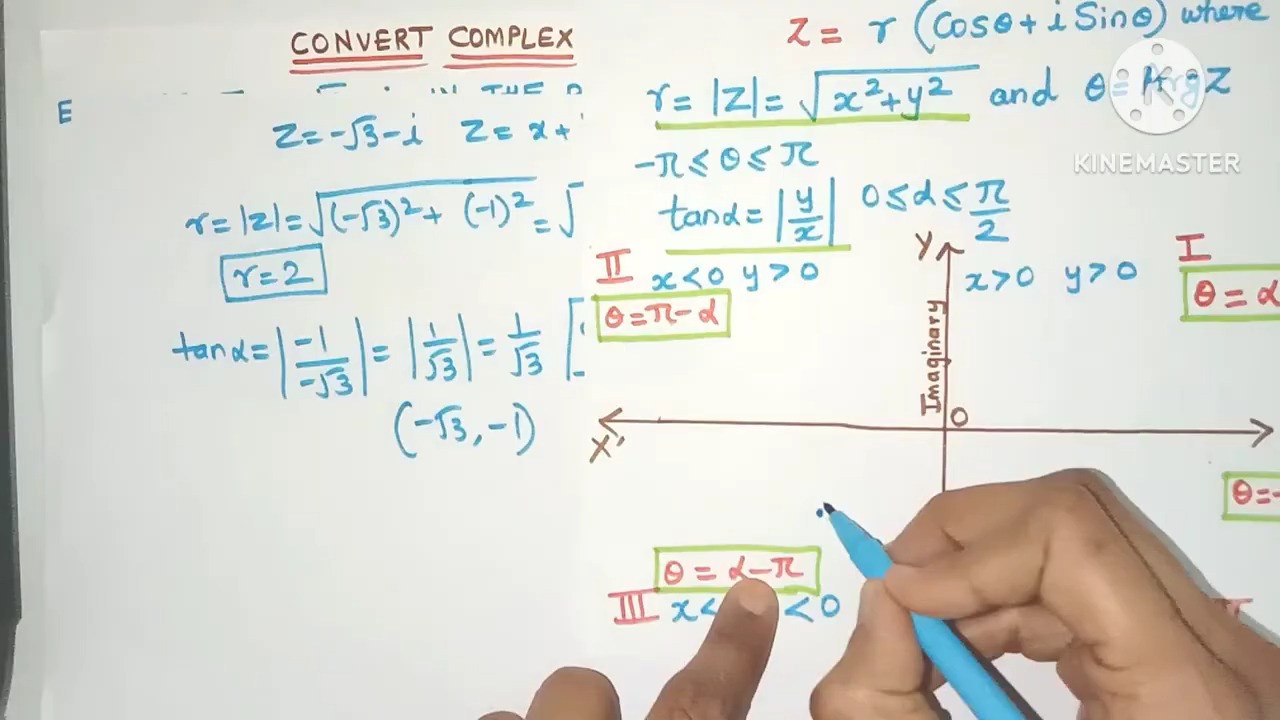 CONVERT COMPLEX
E
Z=-√3-i Z= x+
r=|Z|=√(-√3)²+ (-1)² =√
r=2
tanα=|-1/-√3|=|1/√3|=1/√3
(-√3,-1)
Z= r (Cosθ+i Sinθ) where
r=|Z|=√x²+y² and θ=Arg Z
-π≤θ≤π
tanα=|y/x| 0≤α≤π/2
II x<0 y>0
θ=π-α
Y
x>0 y>0
I
θ=α
Imaginary
O
X'
θ=-
θ=α-π
III x< <0
K
KINEMASTER